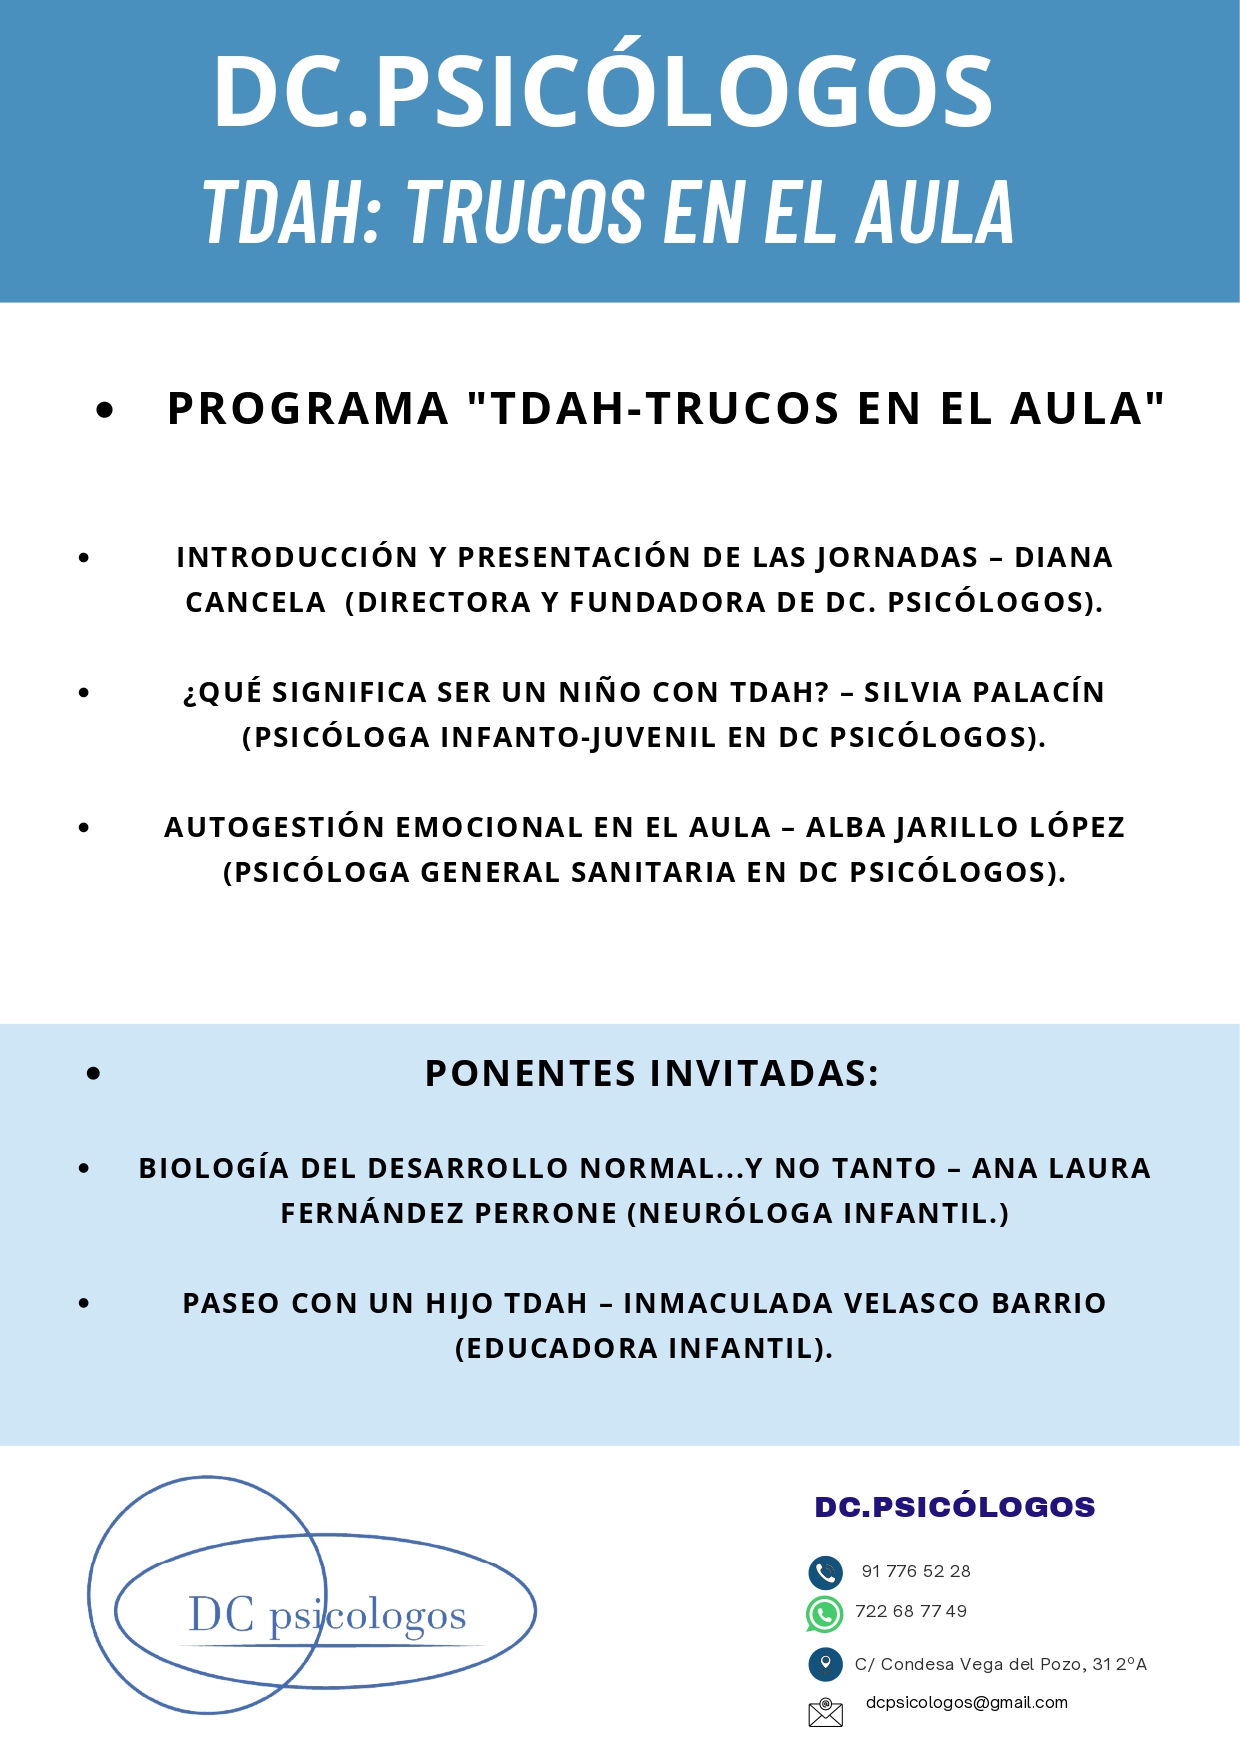 DC.PSICÓLOGOS
TDAH: TRUCOS EN EL AULA
• PROGRAMA "TDAH-TRUCOS EN EL AULA"
• INTRODUCCIÓN Y PRESENTACIÓN DE LAS JORNADAS – DIANA
CANCELA (DIRECTORA Y FUNDADORA DE DC. PSICÓLOGOS).
• ¿QUÉ SIGNIFICA SER UN NIÑO CON TDAH? – SILVIA PALACÍN
(PSICÓLOGA INFANTO-JUVENIL EN DC PSICÓLOGOS).
• AUTOGESTIÓN EMOCIONAL EN EL AULA – ALBA JARILLO LÓPEZ
(PSICÓLOGA GENERAL SANITARIA EN DC PSICÓLOGOS).
• PONENTES INVITADAS:
• BIOLOGÍA DEL DESARROLLO NORMAL...Y NO TANTO – ANA LAURA
FERNÁNDEZ PERRONE (NEURÓLOGA INFANTIL.)
• PASEO CON UN HIJO TDAH – INMACULADA VELASCO BARRIO
(EDUCADORA INFANTIL).
DC psicologos
DC.PSICÓLOGOS
91 776 52 28
722 68 77 49
C/ Condesa Vega del Pozo, 31 2ºA
dcpsicologos@gmail.com